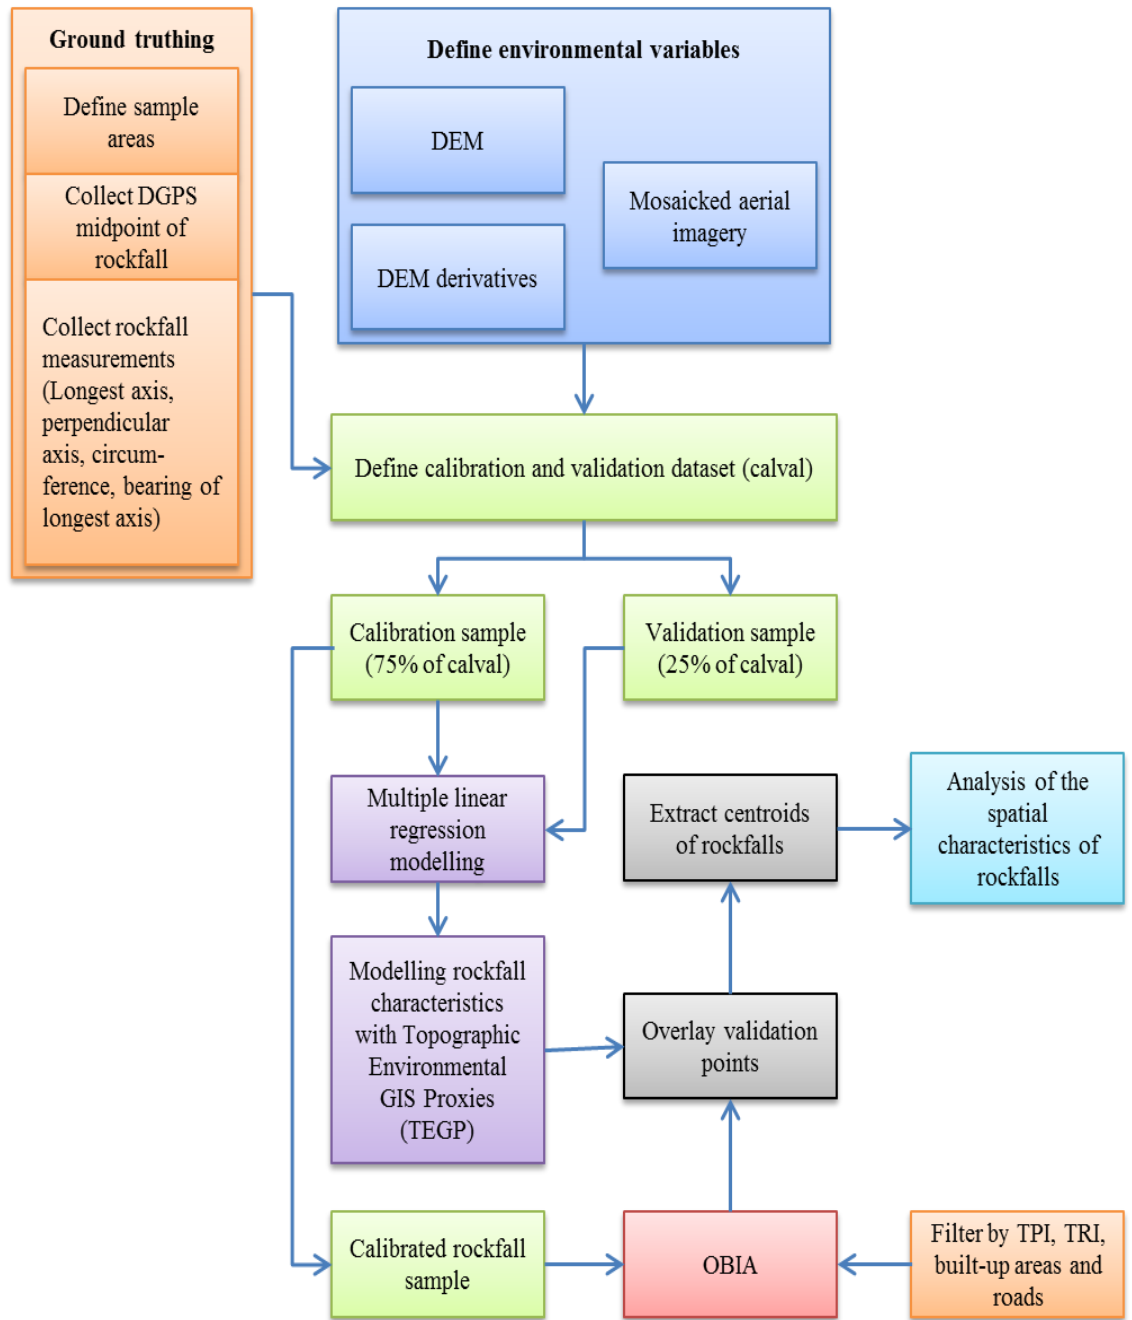 Ground truthing
Define sample
areas
Collect DGPS
midpoint of
rockfall
Collect rockfall
measurements
(Longest axis,
perpendicular
axis, circum-
ference, bearing of
longest axis)
Define environmental variables
DEM
Mosaicked aerial
imagery
DEM derivatives
Define calibration and validation dataset (calval)
Calibration sample
(75% of calval)
Validation sample
(25% of calval)
Multiple linear
regression
modelling
Extract centroids
of rockfalls
Analysis of the
spatial
characteristics of
rockfalls
Modelling rockfall
characteristics
with Topographic
Environmental
GIS Proxies
(TEGP)
Overlay validation
points
Calibrated rockfall
sample
OBIA
Filter by TPI, TRI,
built-up areas and
roads